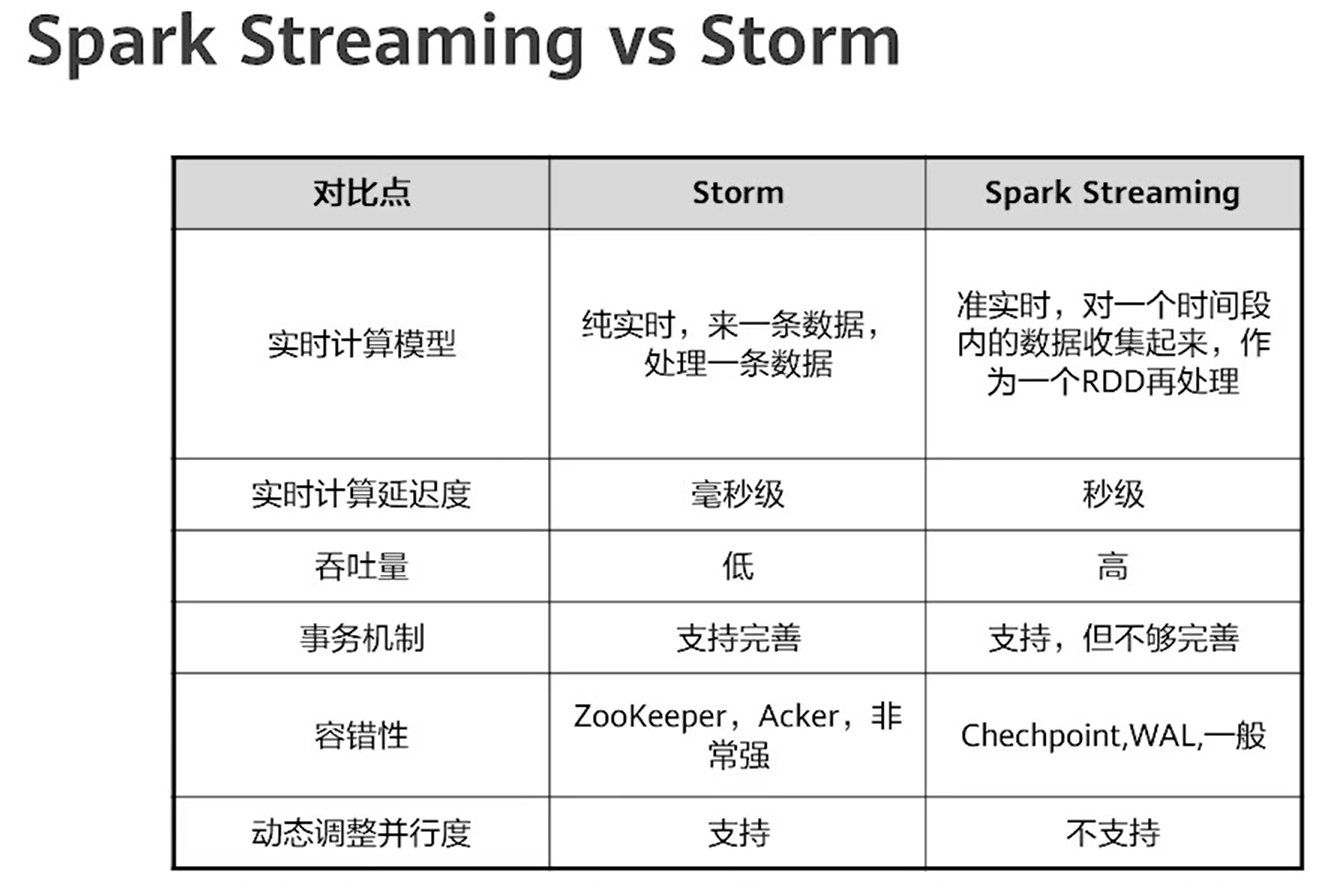 Spark Streaming vs Storm
对比点
Storm
Spark Streaming
实时计算模型
纯实时，来一条数据，
处理一条数据
准实时，对一个时间段
内的数据收集起来，作
为一个RDD再处理
实时计算延迟度
毫秒级
秒级
吞吐量
低
高
事务机制
支持完善
支持，但不够完善
容错性
ZooKeeper，Acker，非
常强
Chechpoint,WAL,一般
动态调整并行度
支持
不支持